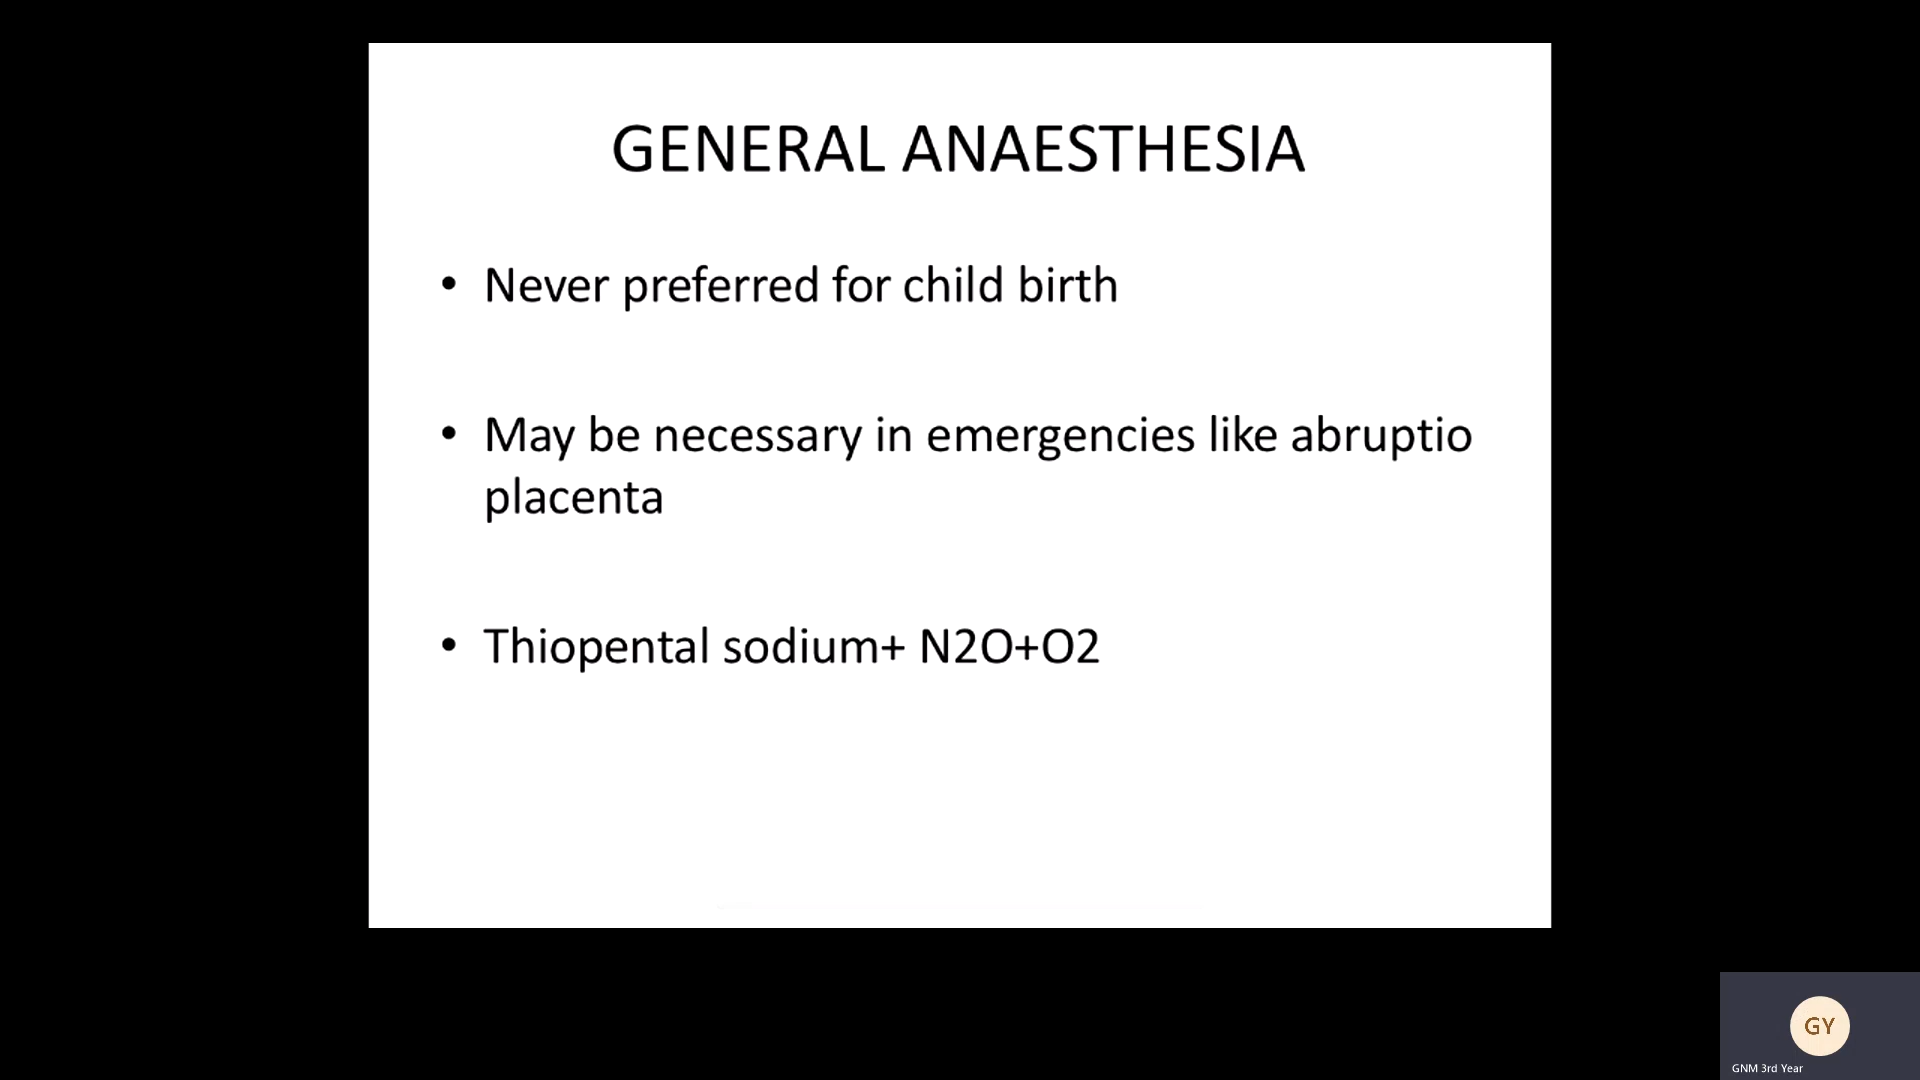 GENERAL ANAESTHESIA
• Never preferred for child birth
• May be necessary in emergencies like abruptio
placenta
• Thiopental sodium+ N2O+O2
GY
GNM 3rd Year